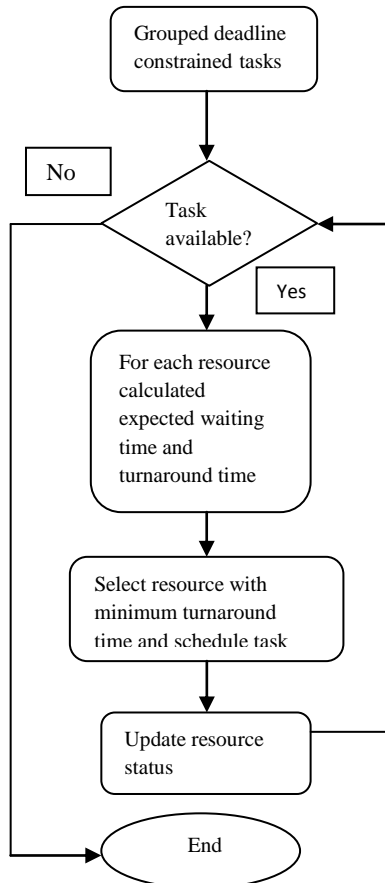 Grouped deadline
constrained tasks
No
Task
available?
Yes
For each resource
calculated
expected waiting
time and
turnaround time
Select resource with
minimum turnaround
time and schedule task
Update resource
status
End